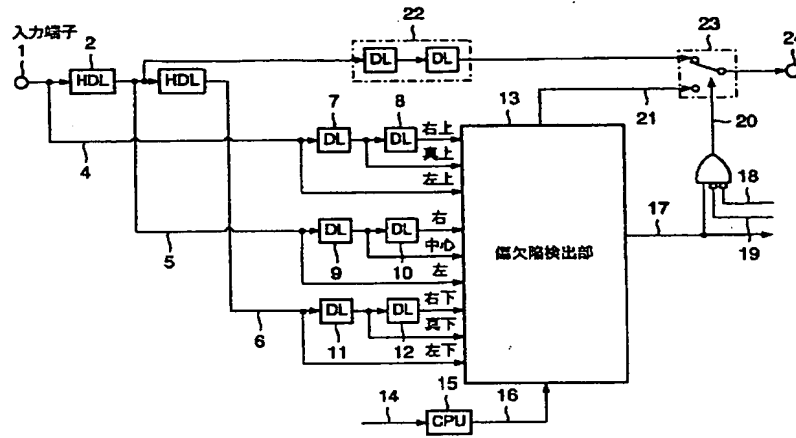 入力端子
1
2
HDL
HDL
22
DL
DL
23
24
21
20
4
7
DL
8
DL
右上
真上
左上
13
傷欠陥検出部
18
19
17
5
9
DL
10
DL
右
中心
左
6
11
DL
12
DL
右下
真下
左下
14
15
CPU
16